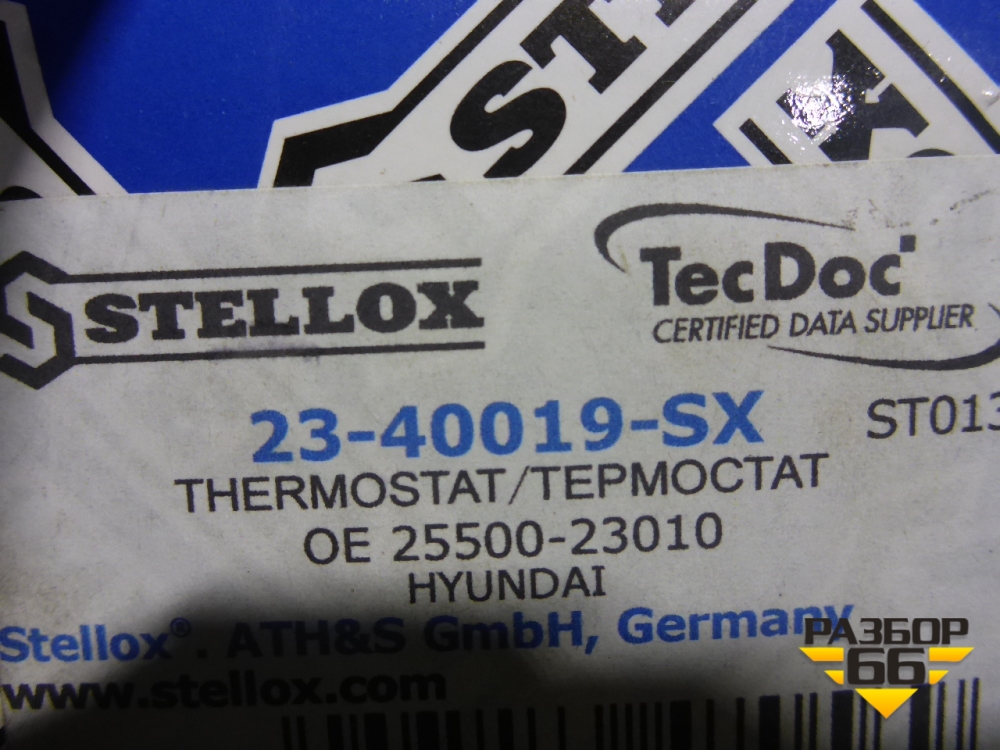 STELLOX
TecDoc
CERTIFIED DATA SUPPLIER
23-40019-SX
ST013
THERMOSTAT/ТЕРМОСТАТ
OE 25500-23010
HYUNDAI
Stellox®. ATH&S GmbH, Germany
www.stellox.com
РАЗБОР
66